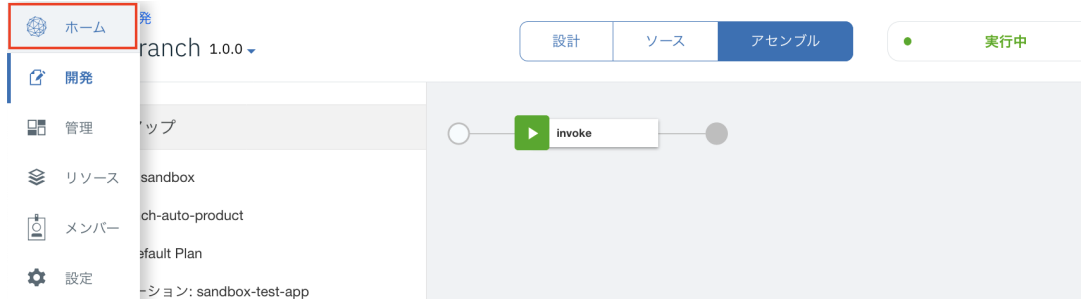 ホーム
開発
管理
リソース
メンバー
設定
発
ranch 1.0.0
設計
ソース
アセンブル
実行中
ップ
sandbox
ch-auto-product
efault Plan
ーション: sandbox-test-app
invoke